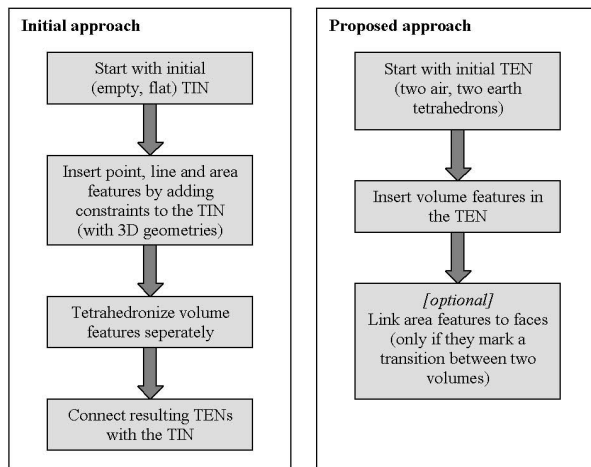 Initial approach
Start with initial
(empty, flat) TIN
Insert point, line and area
features by adding
constraints to the TIN
(with 3D geometries)
Tetrahedronize volume
features seperately
Connect resulting TENs
with the TIN
Proposed approach
Start with initial TEN
(two air, two earth
tetrahedrons)
Insert volume features in
the TEN
[optional]
Link area features to faces
(only if they mark a
transition between two
volumes)